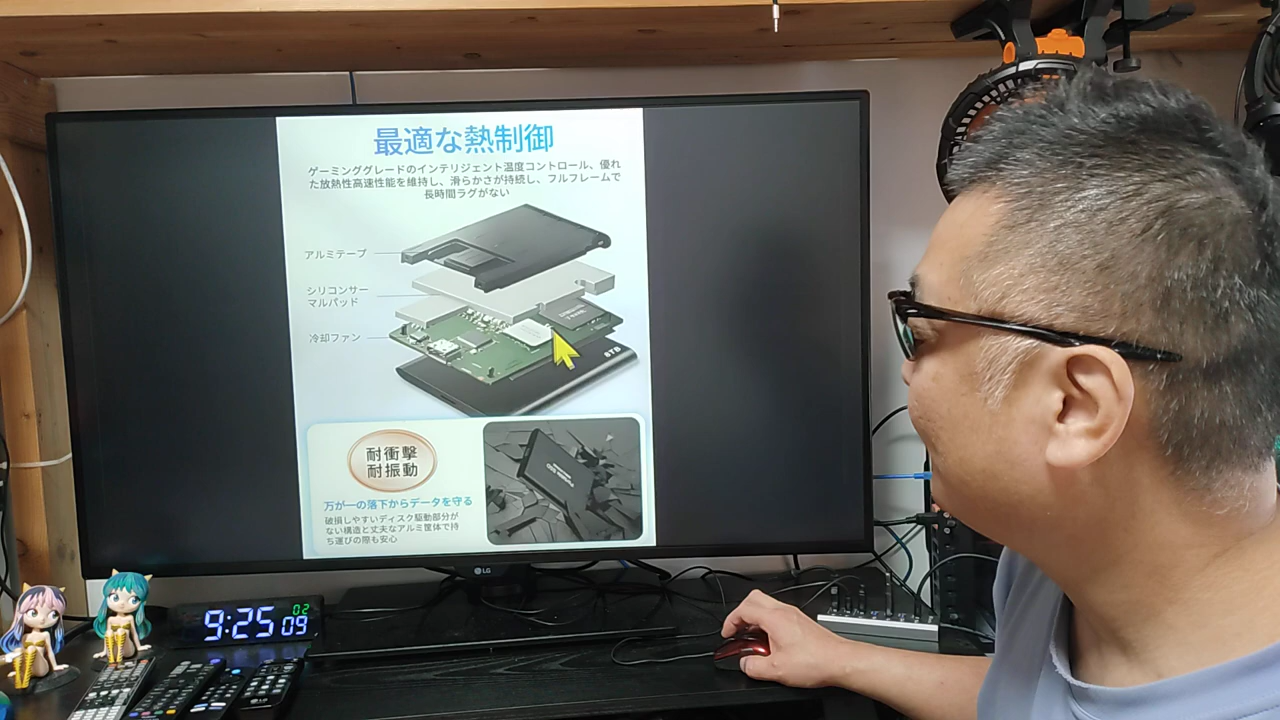 最適な熱制御
ゲーミンググレードのインテリジェント温度コントロール、優れ
た放熱性高速性能を維持し、滑らかさが持続し、フルフレームで
長時間ラグがない
アルミテープ
シリコンサー
マルパッド
冷却ファン
8TB
耐衝撃
耐振動
万が一の落下からデータを守る
破損しやすいディスク駆動部分が
ない構造と丈夫なアルミ筐体で持
ち運びの際も安心
LG
9:25 02
09